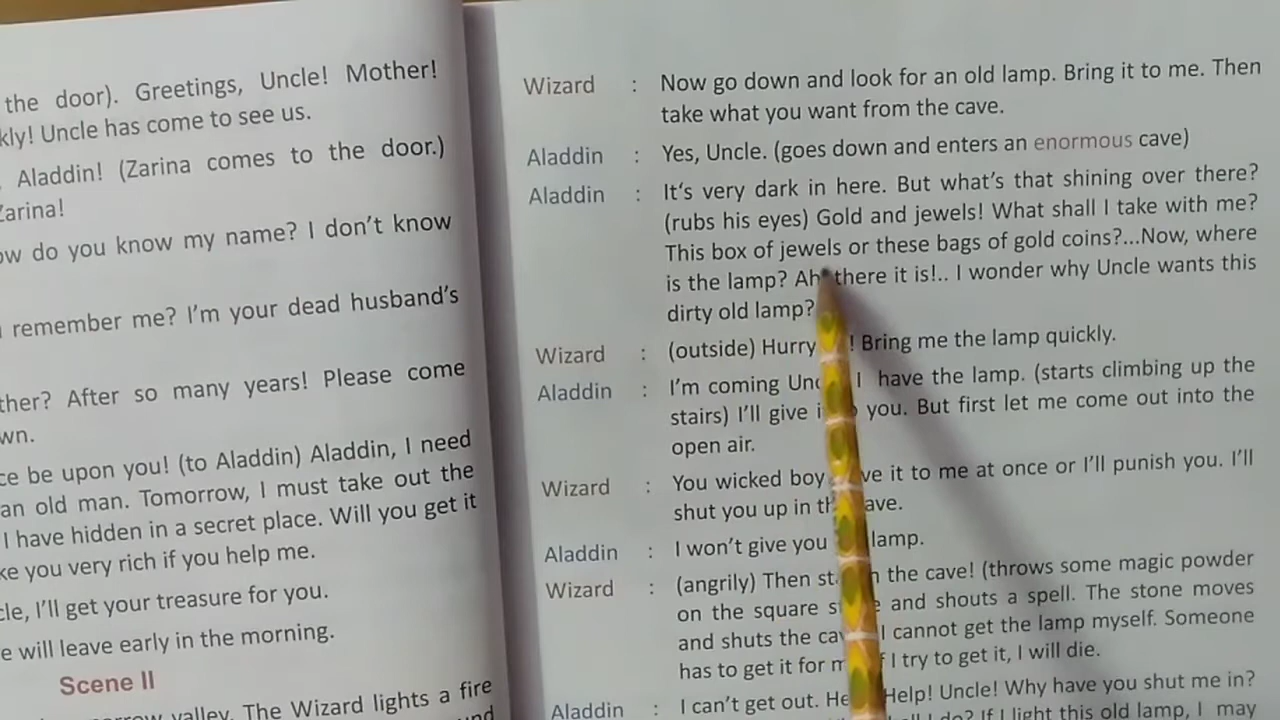 the door). Greetings, Uncle! Mother!
kly! Uncle has come to see us.
, Aladdin! (Zarina comes to the door.)
Zarina!
ow do you know my name? I don't know
remember me? I'm your dead husband's
ther? After so many years! Please come
wn.
ce be upon you! (to Aladdin) Aladdin, I need
an old man. Tomorrow, I must take out the
I have hidden in a secret place. Will you get it
ke you very rich if you help me.
cle, I'll get your treasure for you.
e will leave early in the morning.
Scene II
valley. The Wizard lights a fire
Wizard : Now go down and look for an old lamp. Bring it to me. Then
take what you want from the cave.
Aladdin : Yes, Uncle. (goes down and enters an enormous cave)
Aladdin : It's very dark in here. But what's that shining over there?
(rubs his eyes) Gold and jewels! What shall I take with me?
This box of jewels or these bags of gold coins?...Now, where
is the lamp? Ah there it is!.. I wonder why Uncle wants this
dirty old lamp?
Wizard : (outside) Hurry ! Bring me the lamp quickly.
Aladdin : I'm coming Unc I have the lamp. (starts climbing up the
stairs) I'll give i you. But first let me come out into the
open air.
Wizard : You wicked boy ve it to me at once or I'll punish you. I'll
shut you up in th ave.
Aladdin : I won't give you lamp.
Wizard : (angrily) Then st n the cave! (throws some magic powder
on the square s e and shouts a spell. The stone moves
and shuts the ca I cannot get the lamp myself. Someone
has to get it for m f I try to get it, I will die.
Aladdin : I can't get out. He Help! Uncle! Why have you shut me in?
I do? If I light this old lamp, I may